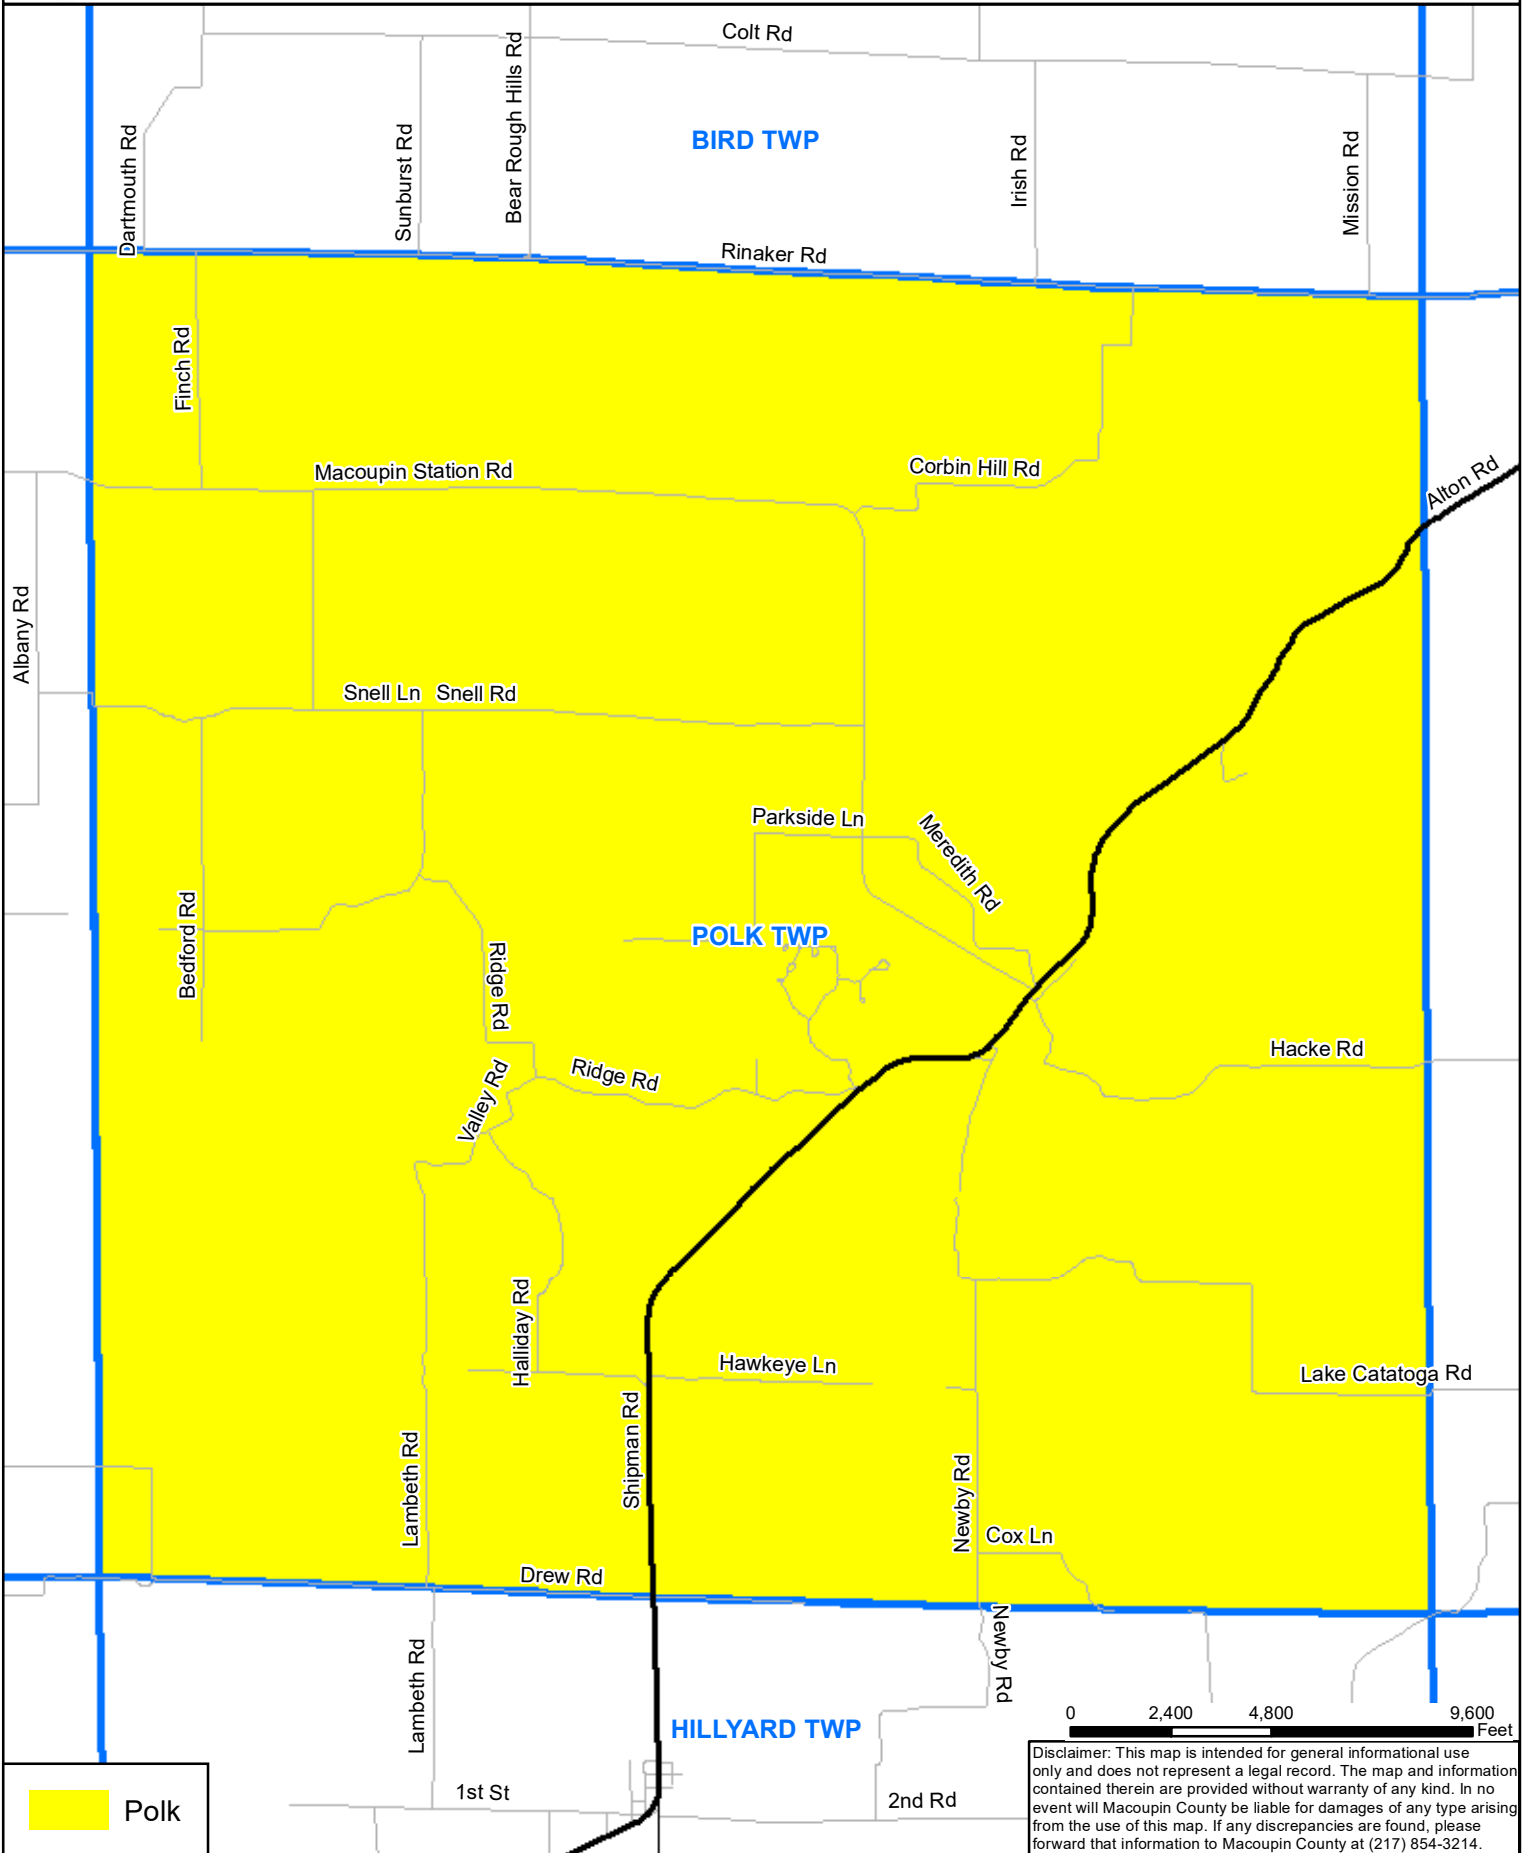 Colt Rd
Bear Rough Hills Rd
Dartmouth Rd
Sunburst Rd
BIRD TWP
Irish Rd
Mission Rd
Rinaker Rd
Finch Rd
Macoupin Station Rd
Corbin Hill Rd
Alton Rd
Albany Rd
Snell Ln
Snell Rd
Parkside Ln
Meredith Rd
Bedford Rd
POLK TWP
Ridge Rd
Hacke Rd
Ridge Rd
Valley Rd
Halliday Rd
Hawkeye Ln
Lake Catatoga Rd
Shipman Rd
Lambeth Rd
Newby Rd
Cox Ln
Drew Rd
Newby Rd
Lambeth Rd
HILLYARD TWP
1st St
2nd Rd
0 2,400 4,800 9,600
Feet
Polk
Disclaimer: This map is intended for general informational use
only and does not represent a legal record. The map and information
contained therein are provided without warranty of any kind. In no
event will Macoupin County be liable for damages of any type arising
from the use of this map. If any discrepancies are found, please
forward that information to Macoupin County at (217) 854-3214.